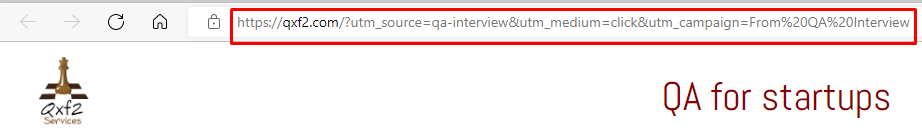 https://qxf2.com/?utm_source=qa-interview&utm_medium=click&utm_campaign=From%20QA%20Interview
Qxf2
Services
QA for startups